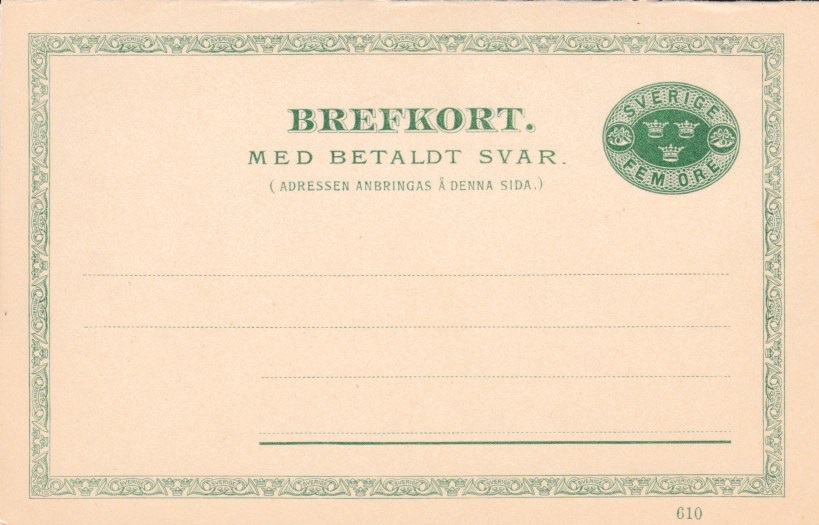 BREFKORT.
MED BETALDT SVAR.
(ADRESSEN ANBRINGAS Å DENNA SIDA.)
SVERIGE
FEM ÖRE
610